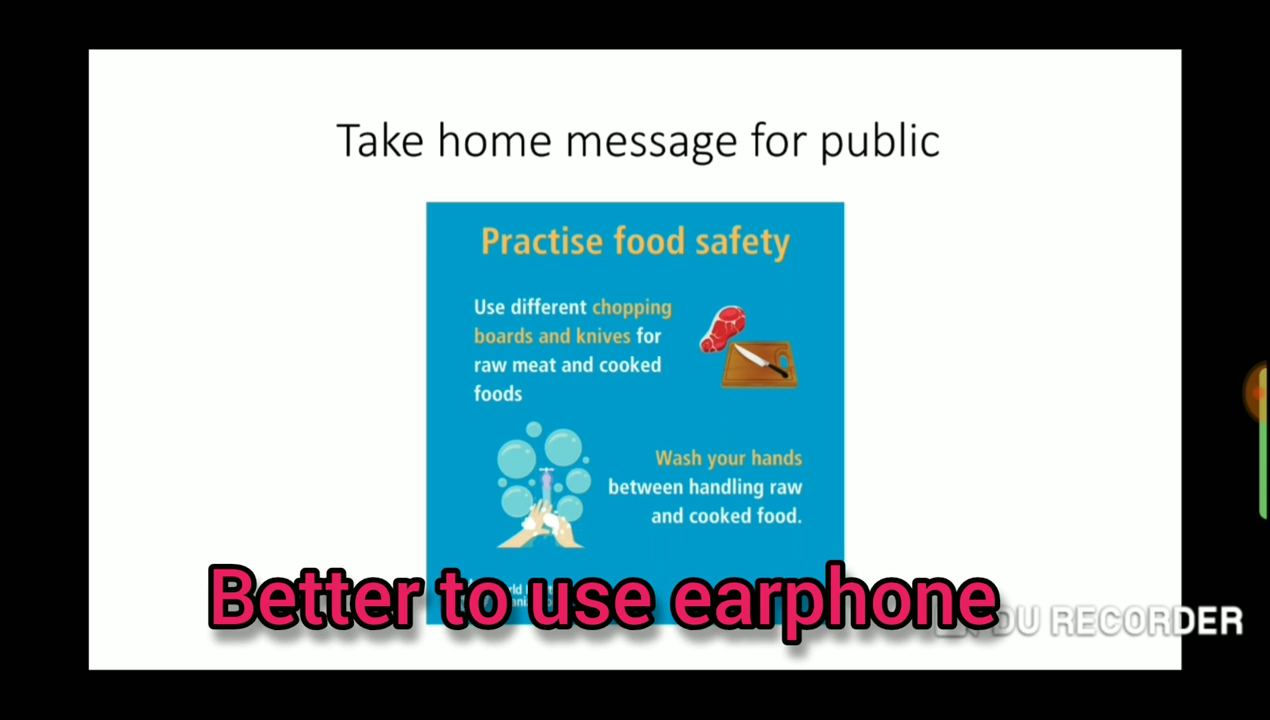 Take home message for public
Practise food safety
Use different chopping
boards and knives for
raw meat and cooked
foods
Wash your hands
between handling raw
and cooked food.
Better to use earphone
DU RECORDER